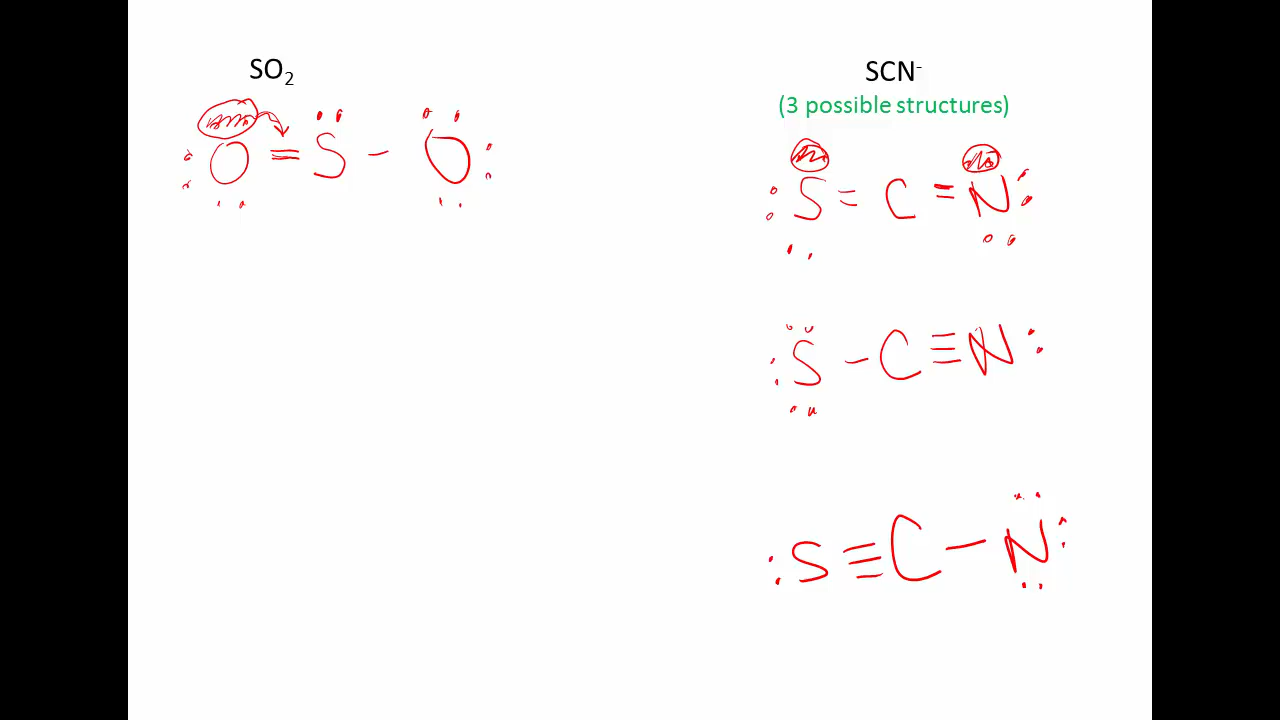 SO₂
O = S - O
SCN⁻
(3 possible structures)
S = C = N
S - C ≡ N
S ≡ C - N